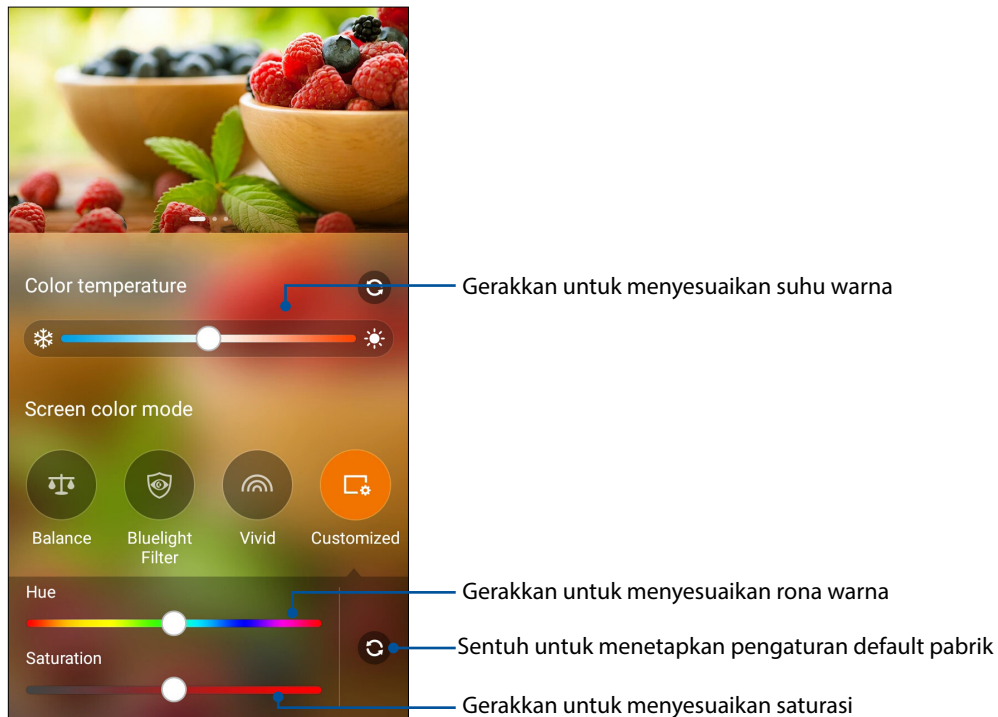 Color temperature
Gerakkan untuk menyesuaikan suhu warna
Screen color mode
Balance
Bluelight
Filter
Vivid
Customized
Hue
Gerakkan untuk menyesuaikan rona warna
Sentuh untuk menetapkan pengaturan default pabrik
Saturation
Gerakkan untuk menyesuaikan saturasi